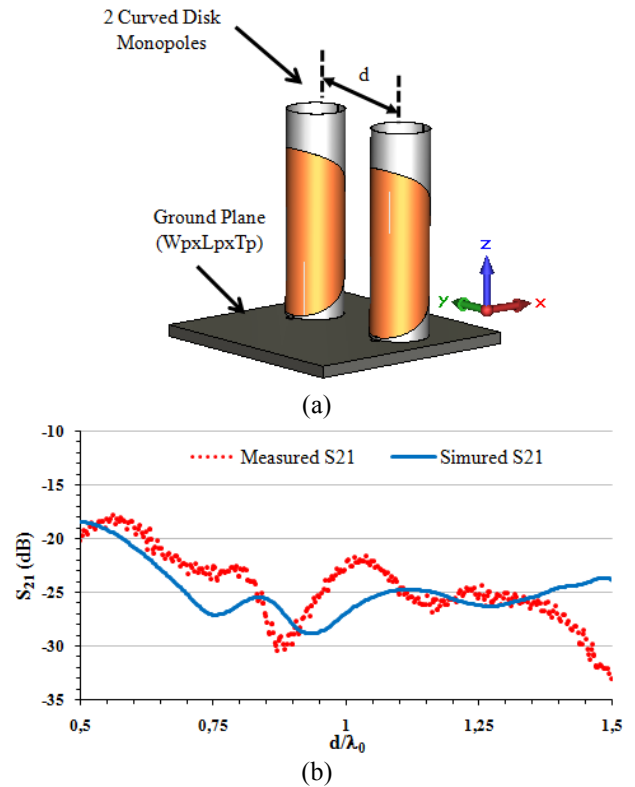 2 Curved Disk
Monopoles
d
Ground Plane
(WpxLpxTp)
z
y
x
(a)
-10
Measured S21
Simured S21
-15
-20
-25
-30
-35
S21 (dB)
0,5
0,75
1
1,25
1,5
d/λ0
(b)